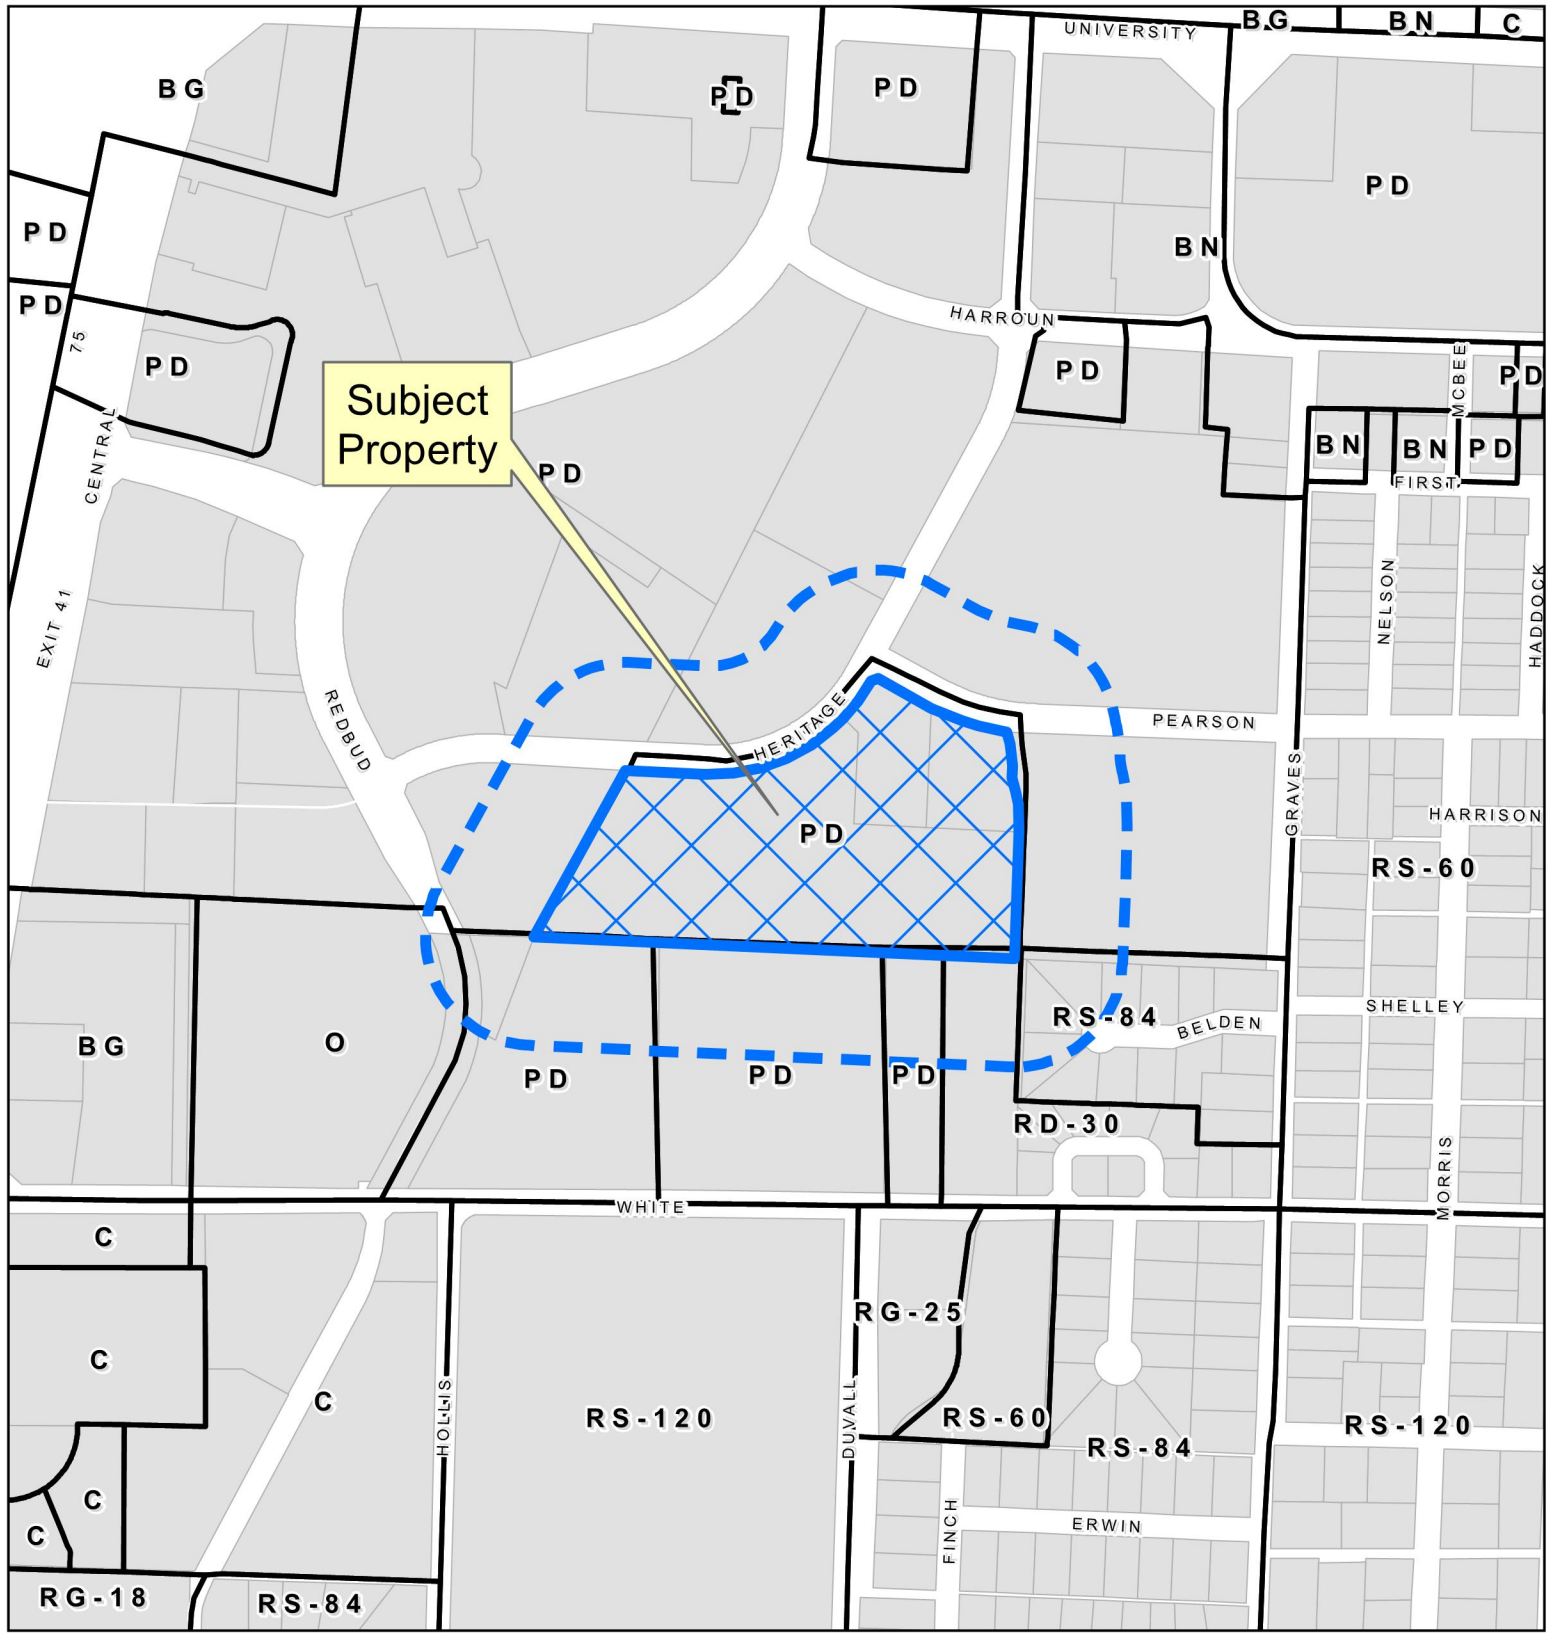 BG
BN
C
UNIVERSITY
BG
PD
PD
PD
PD
BN
PD
HARROUN
75
PD
PD
MCBEE
PD
Subject
Property
CENTRAL
PD
BN
BN
PD
FIRST
EXIT 41
NELSON
HADDOCK
REDBUD
HERITAGE
PEARSON
GRAVES
HARRISON
PD
RS-60
SHELLEY
RS-84
BELDEN
BG
O
PD
PD
PD
RD-30
MORRIS
WHITE
C
RG-25
C
C
HOLLIS
DUVALL
RS-120
RS-60
RS-84
RS-120
C
C
FINCH
ERWIN
RG-18
RS-84